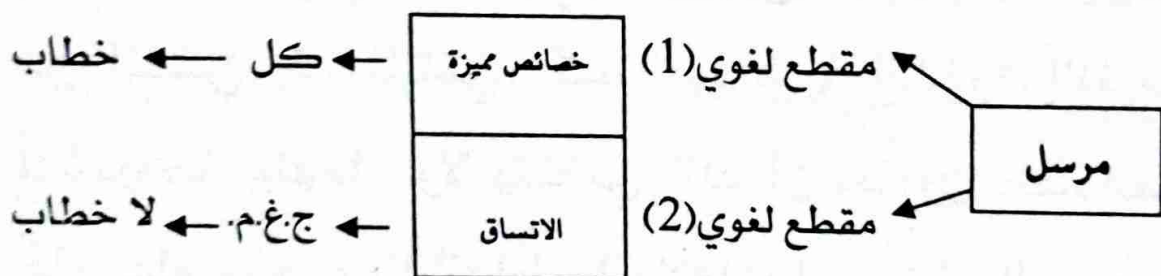 مقطع لغوي(1) خصائص مميزة كل خطاب
مرسل
مقطع لغوي(2) الاتساق ج.غ.م. لا خطاب